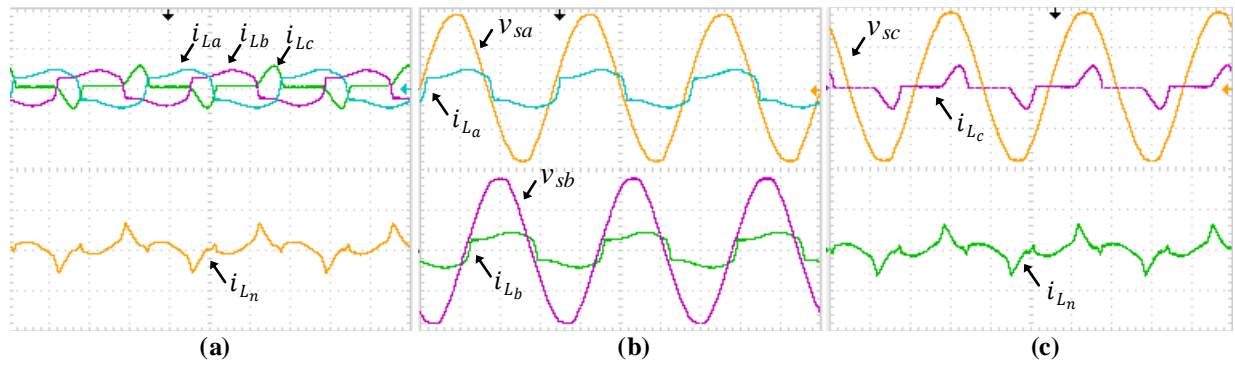 i_La i_Lb i_Lc
i_Ln
(a)
v_sa
i_La
v_sb
i_Lb
(b)
v_sc
i_Lc
i_Ln
(c)